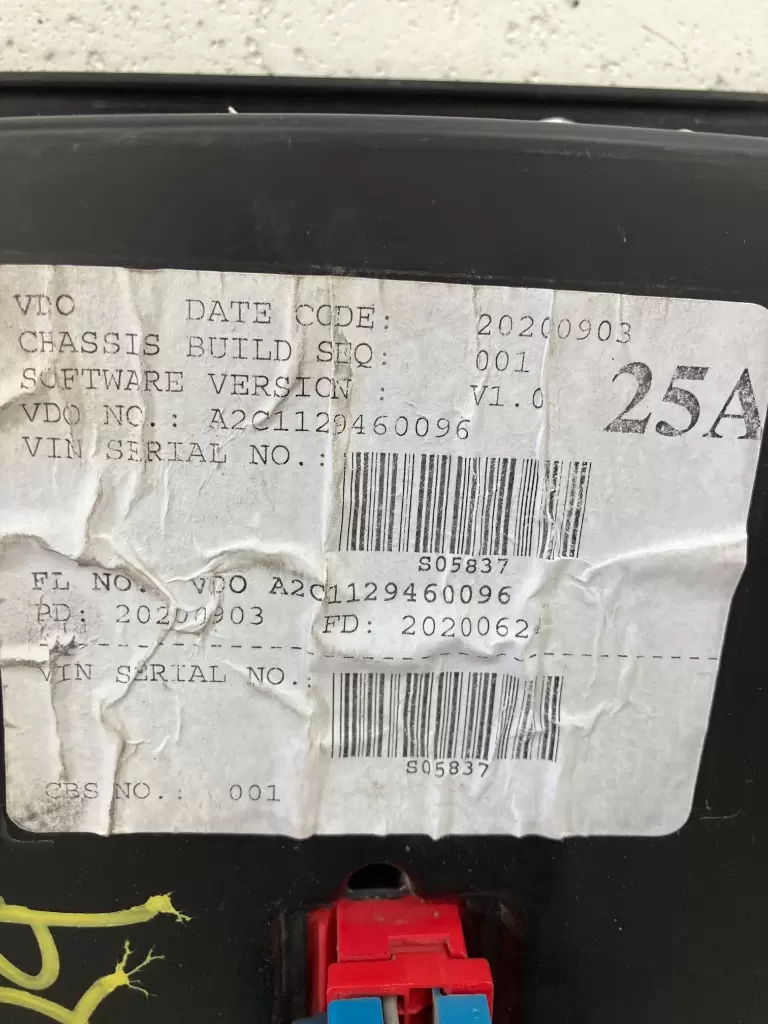 VDO DATE CODE: 20200903
CHASSIS BUILD SEQ: 001
SOFTWARE VERSION : V1.0
25A
VDO NO.: A2C1129460096
VIN SERIAL NO.:
S05837
FL NO. VDO A2C1129460096
PD: 20200903 FD: 2020062
VIN SERIAL NO.:
S05837
CBS NO.: 001